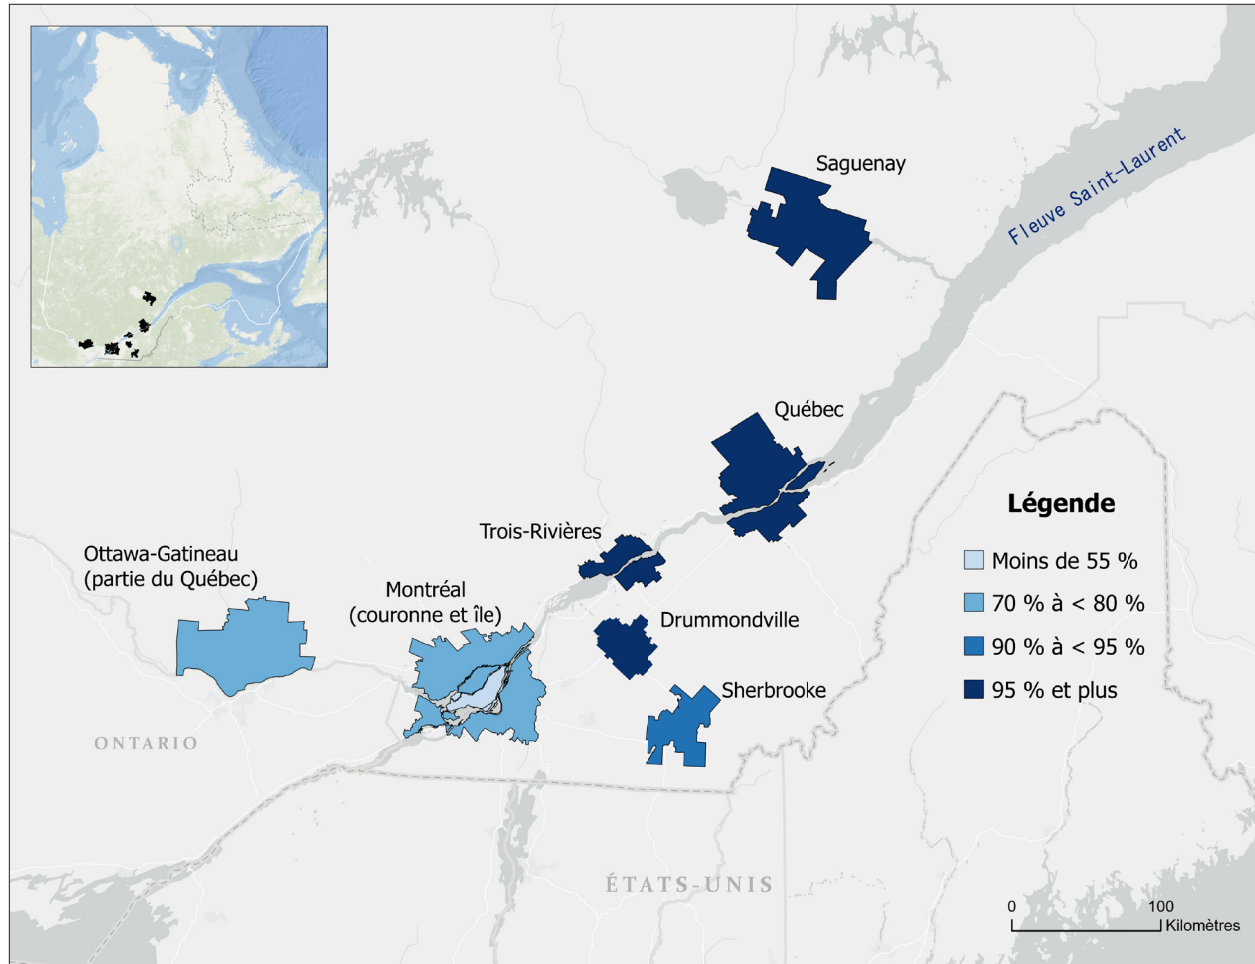 Saguenay
Fleuve Saint-Laurent
Québec
Trois-Rivières
Ottawa-Gatineau
(partie du Québec)
Montréal
(couronne et île)
Drummondville
Sherbrooke
Légende
Moins de 55 %
70 % à < 80 %
90 % à < 95 %
95 % et plus
ONTARIO
ÉTATS-UNIS
0 100
Kilomètres